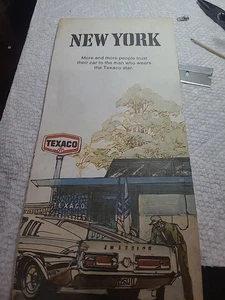 NEW YORK
More and more people trust
their car to the man who wears
the Texaco star.
TEXACO
TEXACO